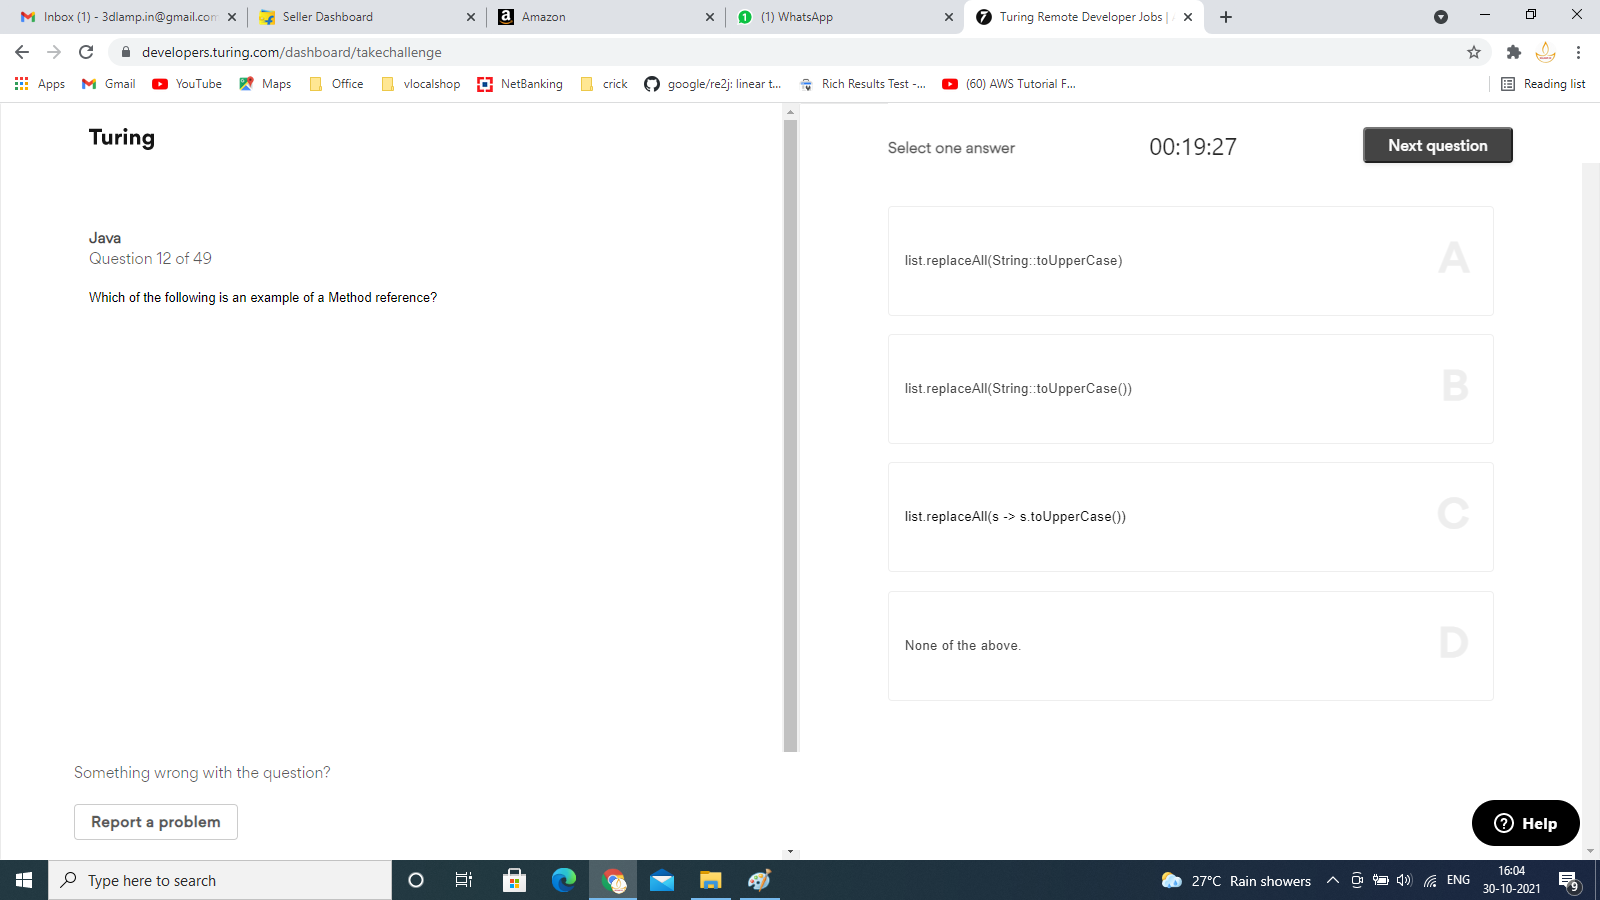 Inbox (1) - 3dlamp.in@gmail.com
Seller Dashboard
Amazon
(1) WhatsApp
Turing Remote Developer Jobs |
developers.turing.com/dashboard/takechallenge
Apps
Gmail
YouTube
Maps
Office
vlocalshop
NetBanking
crick
google/re2j: linear t...
Rich Results Test -...
(60) AWS Tutorial F...
Reading list
Turing
Select one answer
00:19:27
Next question
Java
Question 12 of 49
Which of the following is an example of a Method reference?
list.replaceAll(String::toUpperCase)
A
list.replaceAll(String::toUpperCase())
B
list.replaceAll(s -> s.toUpperCase())
C
None of the above.
D
Something wrong with the question?
Report a problem
? Help
Type here to search
27°C Rain showers
ENG
16:04
30-10-2021
9